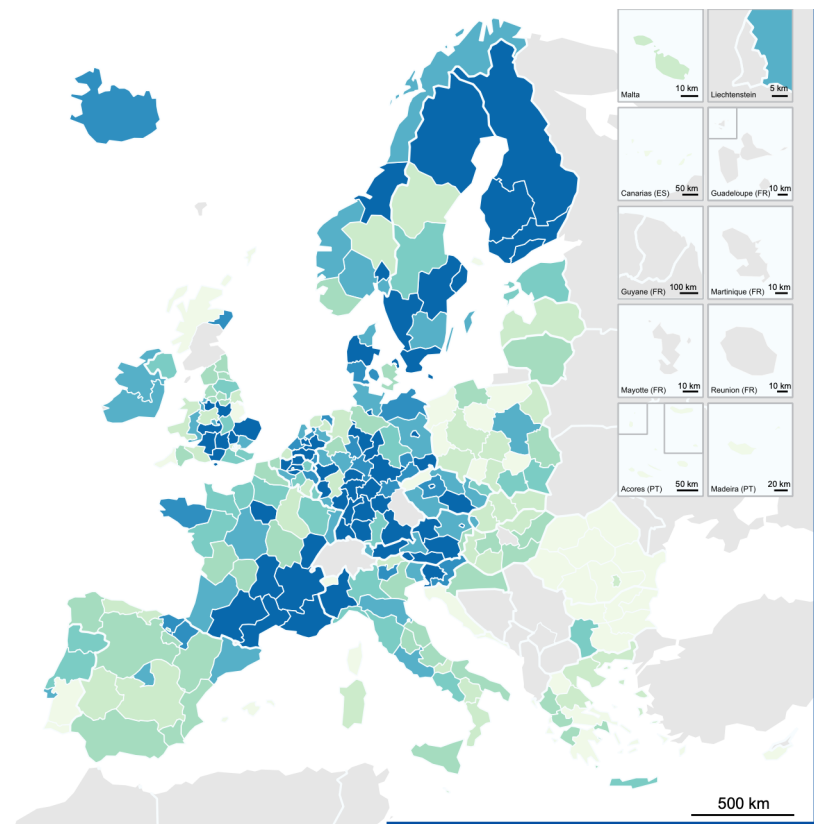 Malta
10 km
Liechtenstein
5 km
Canarias (ES)
50 km
Guadeloupe (FR)
10 km
Guyane (FR)
100 km
Martinique (FR)
10 km
Mayotte (FR)
10 km
Reunion (FR)
10 km
Acores (PT)
50 km
Madeira (PT)
20 km
500 km